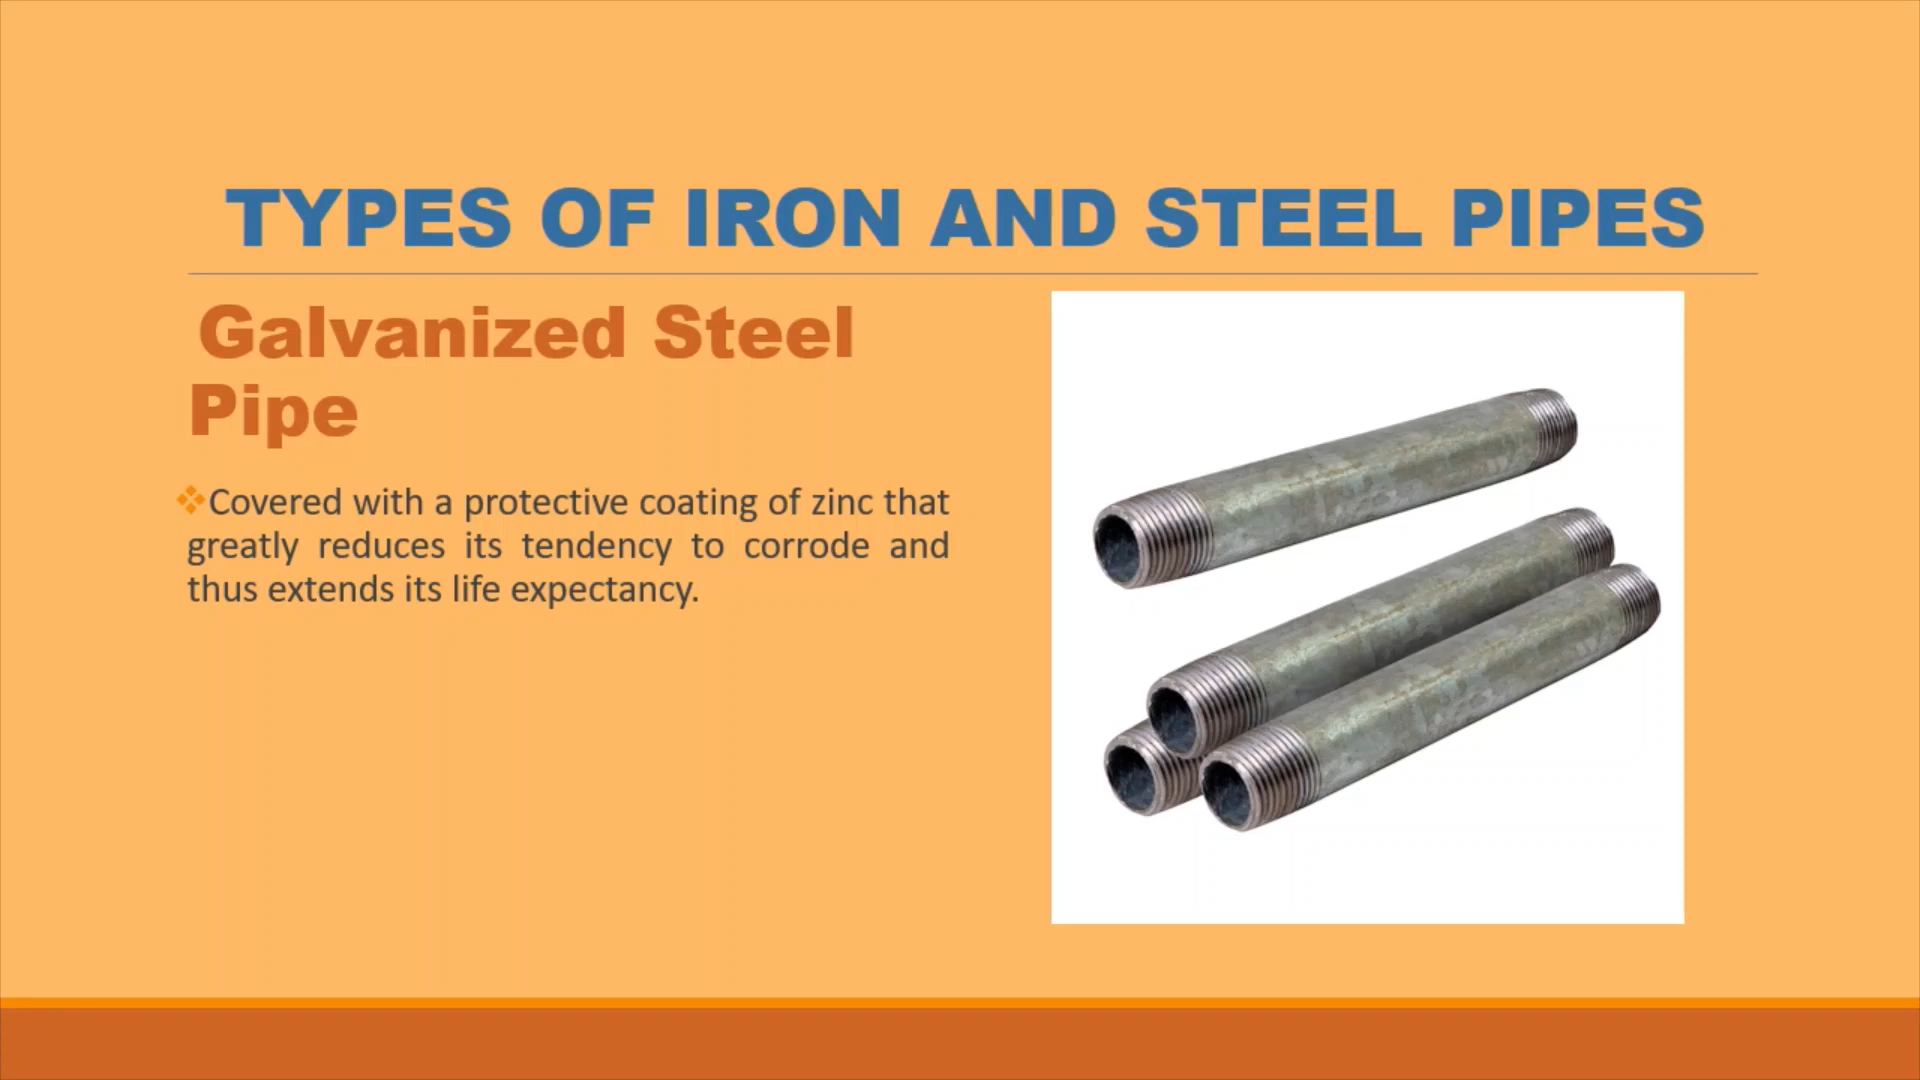 TYPES OF IRON AND STEEL PIPES
Galvanized Steel
Pipe
❖Covered with a protective coating of zinc that
greatly reduces its tendency to corrode and
thus extends its life expectancy.